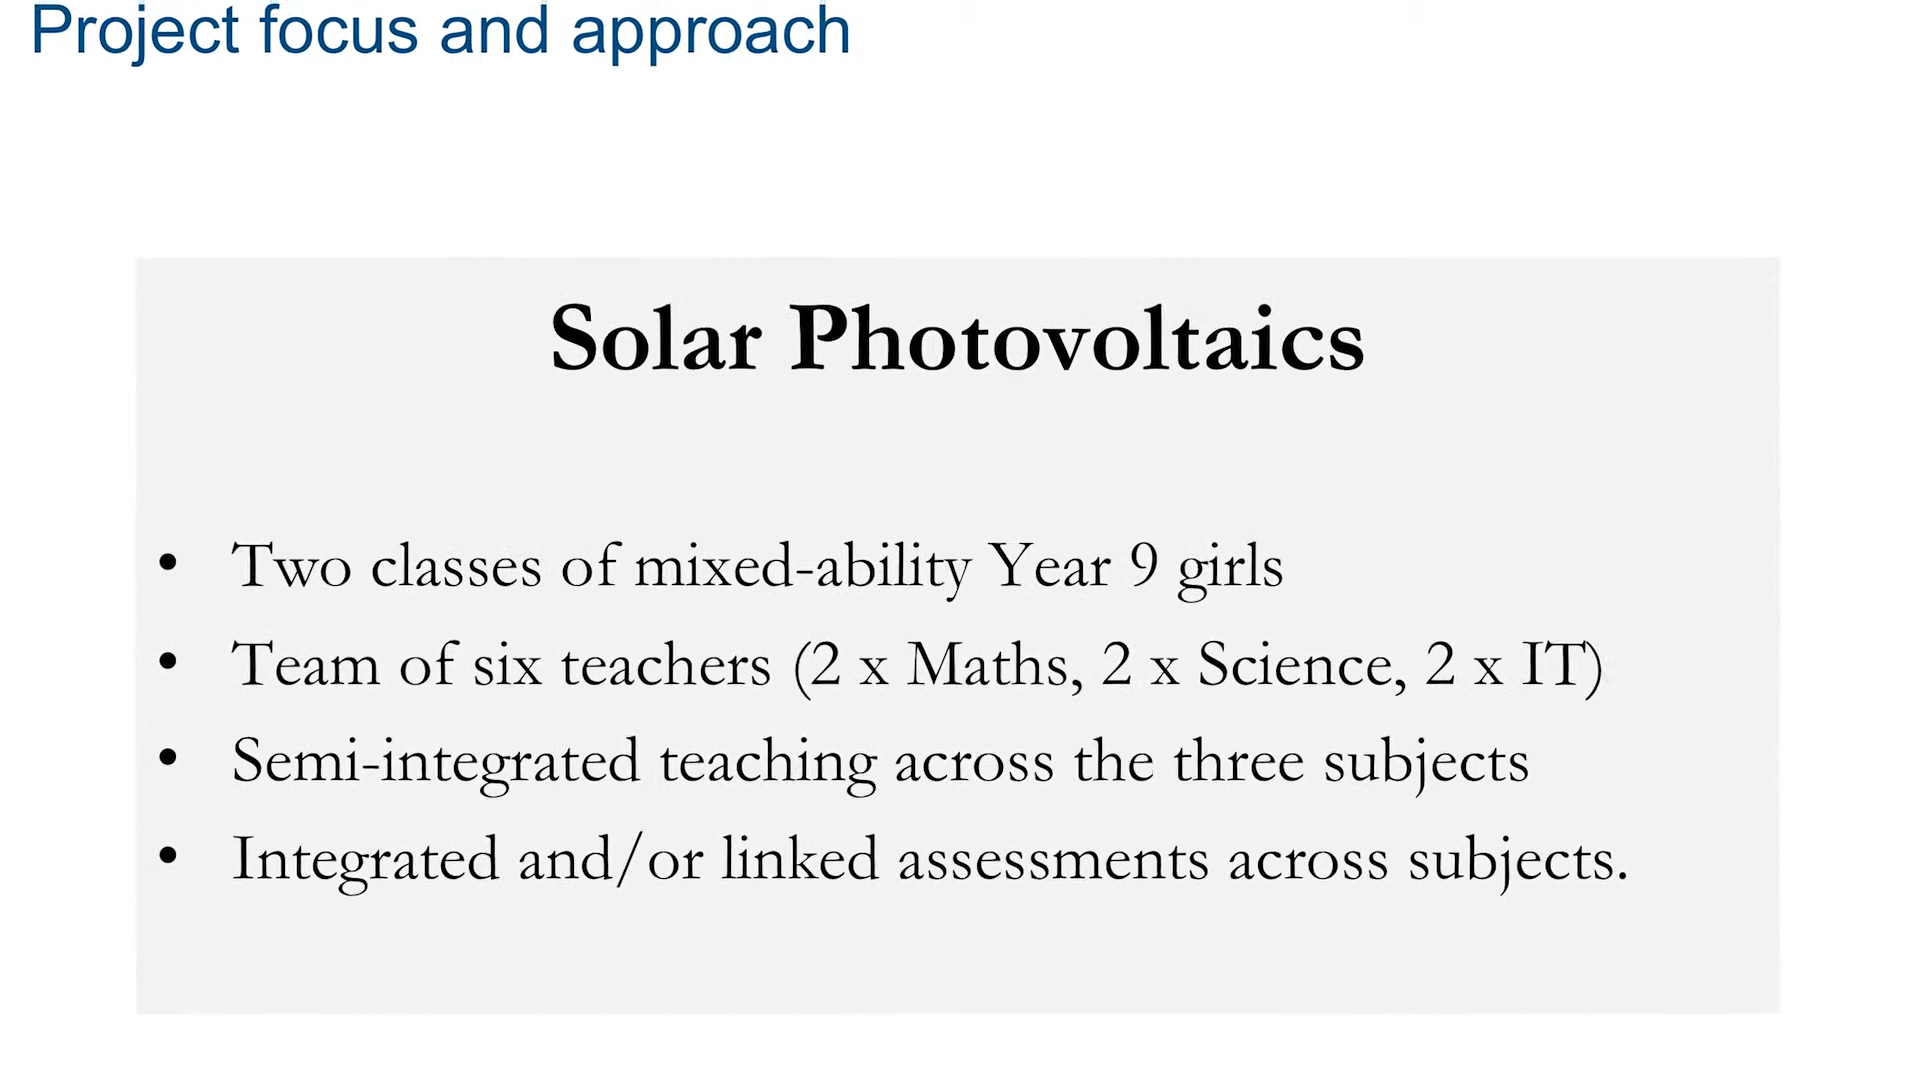 Project focus and approach
Solar Photovoltaics
• Two classes of mixed-ability Year 9 girls
• Team of six teachers (2 x Maths, 2 x Science, 2 x IT)
• Semi-integrated teaching across the three subjects
• Integrated and/or linked assessments across subjects.